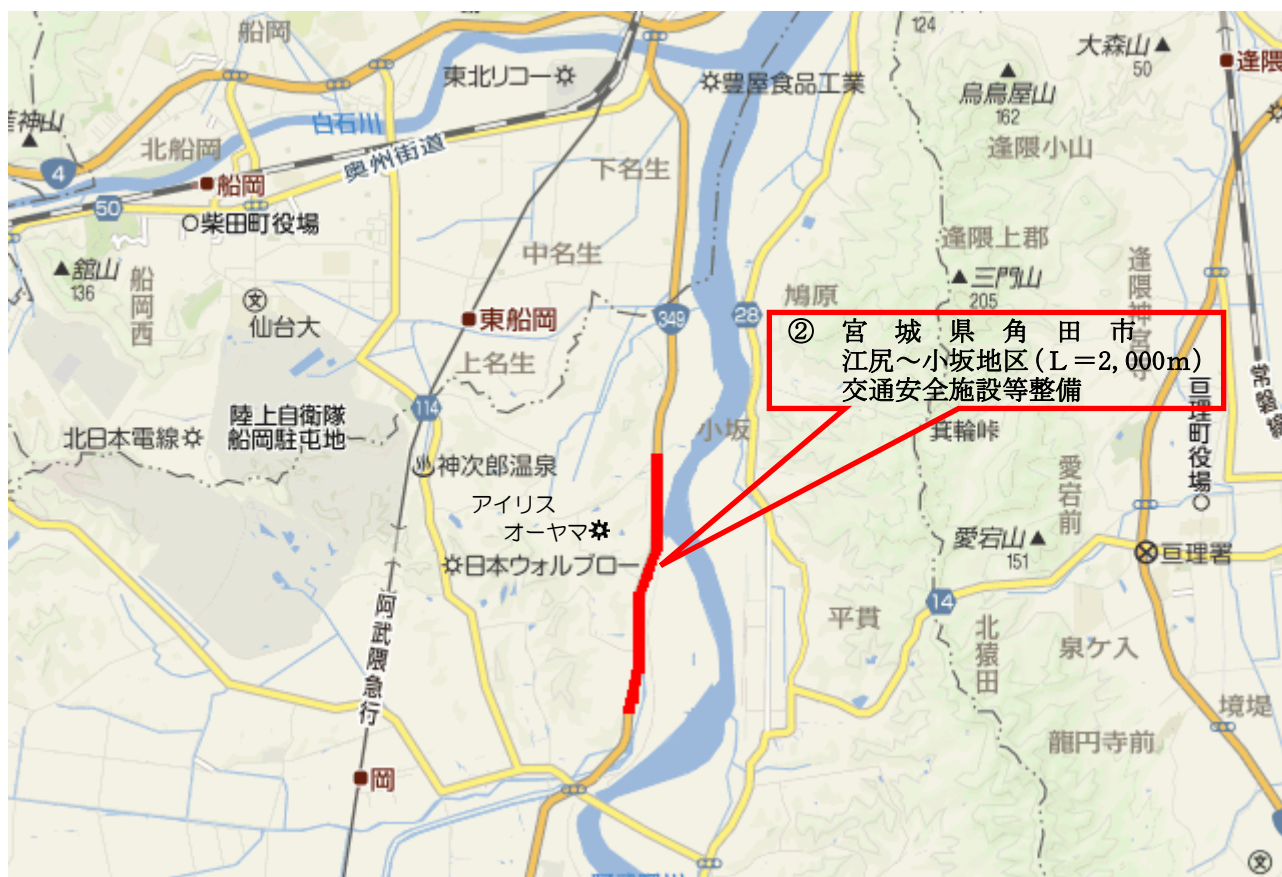 船岡
124
大森山
50
逢隈
東北リコー
豊屋食品工業
烏鳥屋山
162
白石川
奥州街道
北船岡
4
逢隈小山
下名生
船岡
50
柴田町役場
中名生
逢隈上郡
舘山
136
船岡西
三門山
205
逢隈神宮寺
鳩原
仙台大
東船岡
349
28
② 宮城県角田市
江尻~小坂地区(L=2,000m)
交通安全施設等整備
上名生
常磐線
亘理町役場
陸上自衛隊
船岡駐屯地
114
北日本電線
小坂
箕輪峠
神次郎温泉
愛宕前
アイリス
オーヤマ
愛宕山
151
日本ウォルブロー
亘理署
阿武隈急行
14
平貫
北猿田
泉ケ入
境堤
龍円寺前
岡